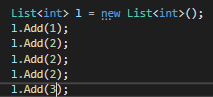 List<int> l = new List<int>();
l.Add(1);
l.Add(2);
l.Add(2);
l.Add(2);
l.Add(3);